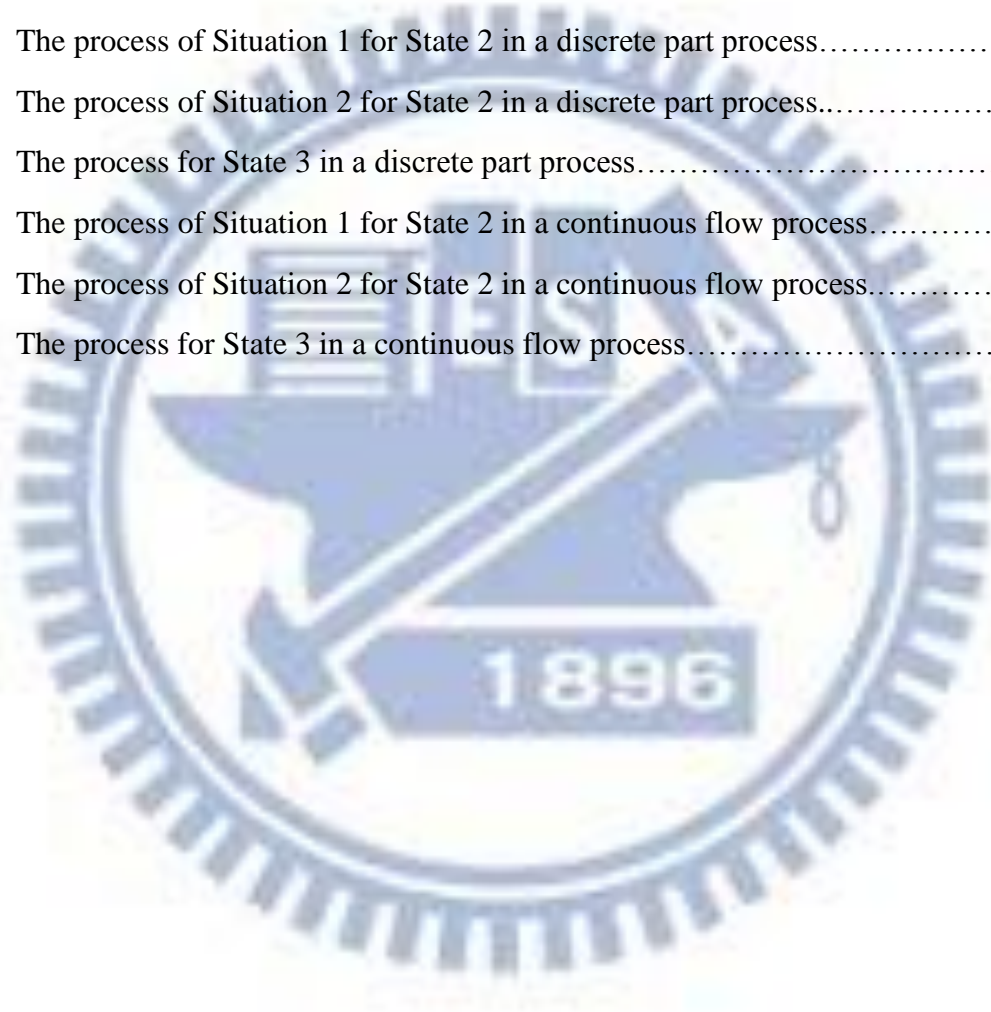 The process of Situation 1 for State 2 in a discrete part process……………
The process of Situation 2 for State 2 in a discrete part process..……………
The process for State 3 in a discrete part process……………………………
The process of Situation 1 for State 2 in a continuous flow process….………
The process of Situation 2 for State 2 in a continuous flow process.…………
The process for State 3 in a continuous flow process…………………………
E S A
1896